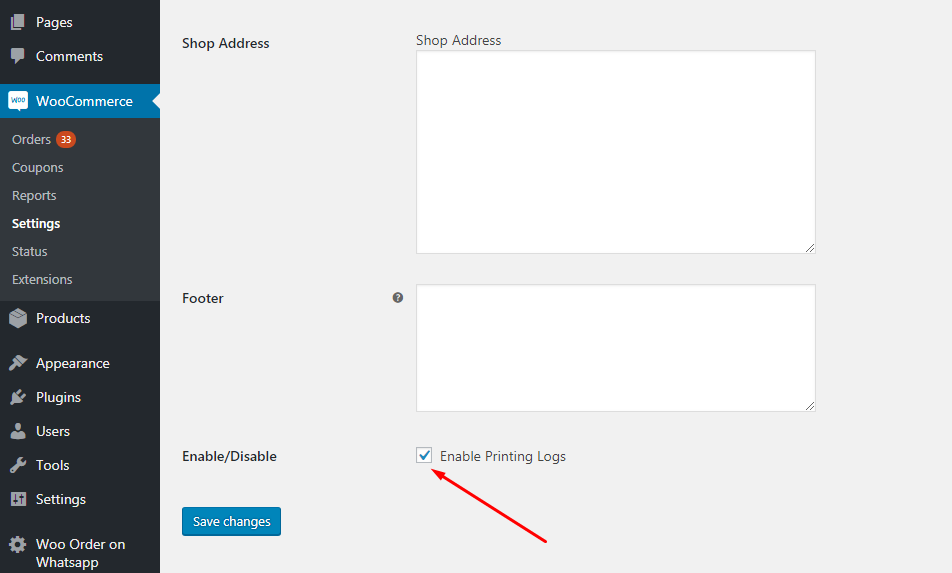 Pages
Comments
Woo WooCommerce
Orders 33
Coupons
Reports
Settings
Status
Extensions
Products
Appearance
Plugins
Users
Tools
Settings
Woo Order on
Whatsapp
Shop Address
Shop Address
Footer ?
Enable/Disable
Enable Printing Logs
Save changes